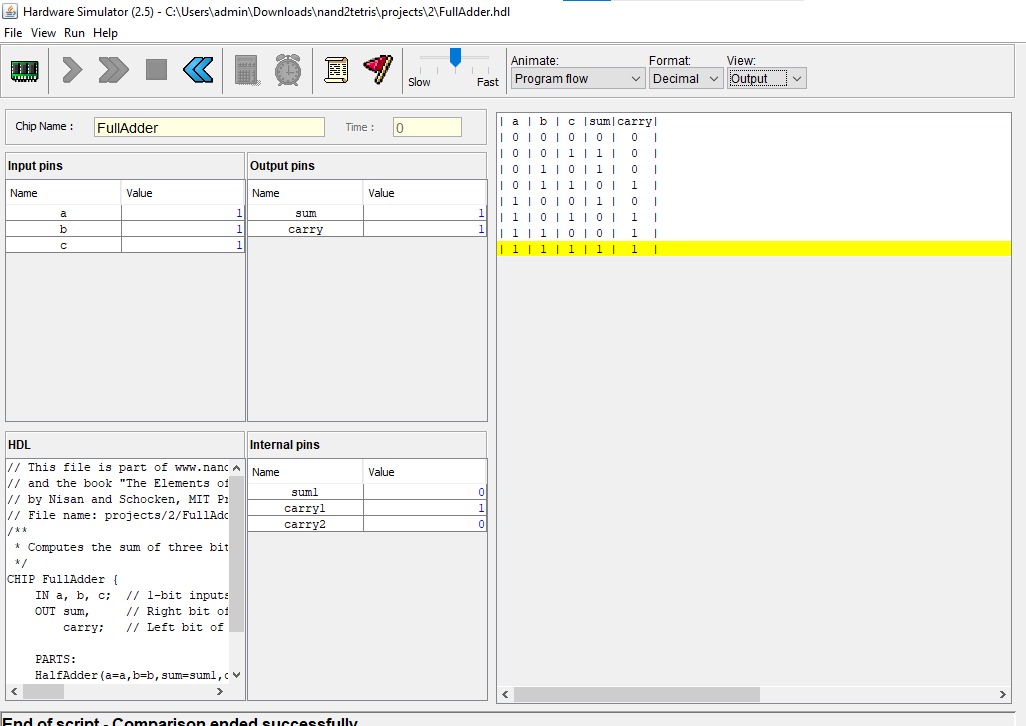 Hardware Simulator (2.5) - C:\Users\admin\Downloads\nand2tetris\projects\2\FullAdder.hdl
File View Run Help
Slow Fast
Animate: Format: View:
Program flow Decimal Output
Chip Name : FullAdder Time : 0
Input pins
Name Value
a 1
b 1
c 1
Output pins
Name Value
sum 1
carry 1
| a | b | c |sum|carry|
| 0 | 0 | 0 | 0 | 0 |
| 0 | 0 | 1 | 1 | 0 |
| 0 | 1 | 0 | 1 | 0 |
| 0 | 1 | 1 | 0 | 1 |
| 1 | 0 | 0 | 1 | 0 |
| 1 | 0 | 1 | 0 | 1 |
| 1 | 1 | 0 | 0 | 1 |
| 1 | 1 | 1 | 1 | 1 |
HDL
// This file is part of www.nand
// and the book "The Elements of
// by Nisan and Schocken, MIT Pr
// File name: projects/2/FullAdd
/**
* Computes the sum of three bit
*/
CHIP FullAdder {
IN a, b, c; // 1-bit inputs
OUT sum, // Right bit of
carry; // Left bit of
PARTS:
HalfAdder(a=a,b=b,sum=sum1,c
Internal pins
Name Value
sum1 0
carry1 1
carry2 0
End of script - Comparison ended successfully